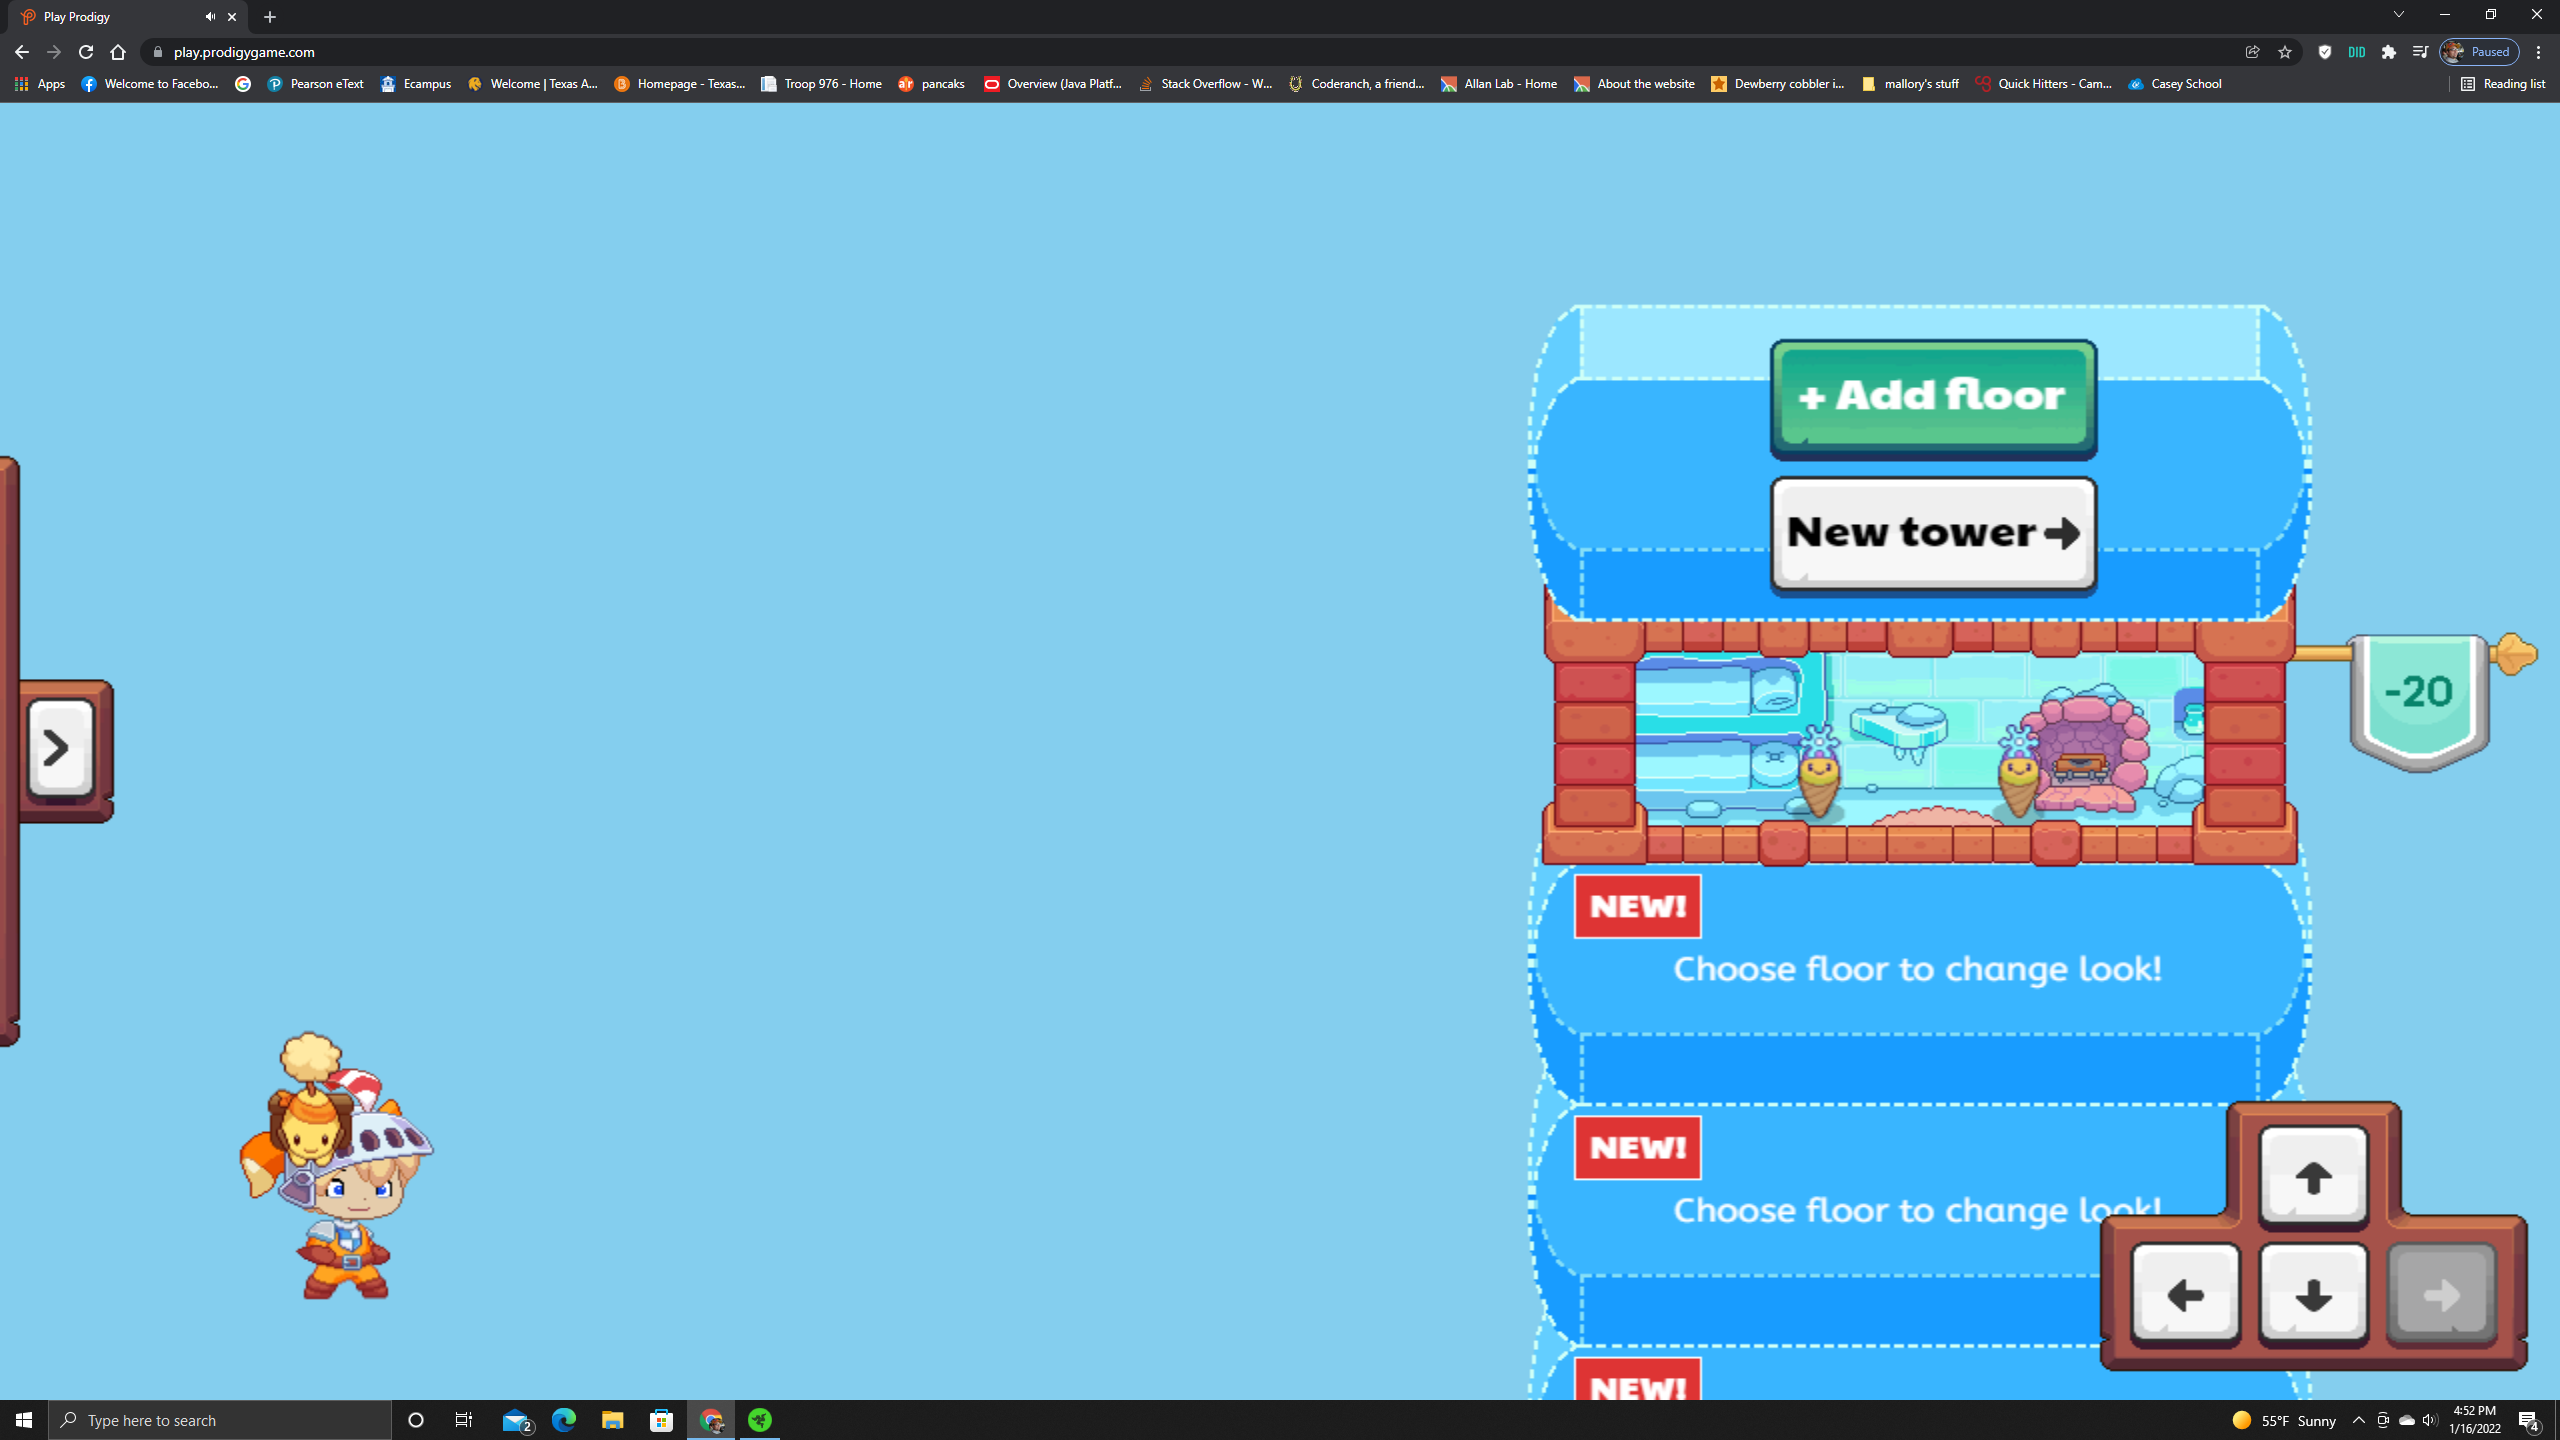 Play Prodigy
play.prodigygame.com
Paused
Apps
Welcome to Facebo...
Pearson eText
Ecampus
Welcome | Texas A...
Homepage - Texas...
Troop 976 - Home
pancaks
Overview (Java Platf...
Stack Overflow - W...
Coderanch, a friend...
Allan Lab - Home
About the website
Dewberry cobbler i...
mallory's stuff
Quick Hitters - Cam...
Casey School
Reading list
DID
+ Add floor
New tower
-20
NEW!
Choose floor to change look!
NEW!
Choose floor to change look!
NEW!
Type here to search
2
55°F Sunny
4:52 PM
1/16/2022
4